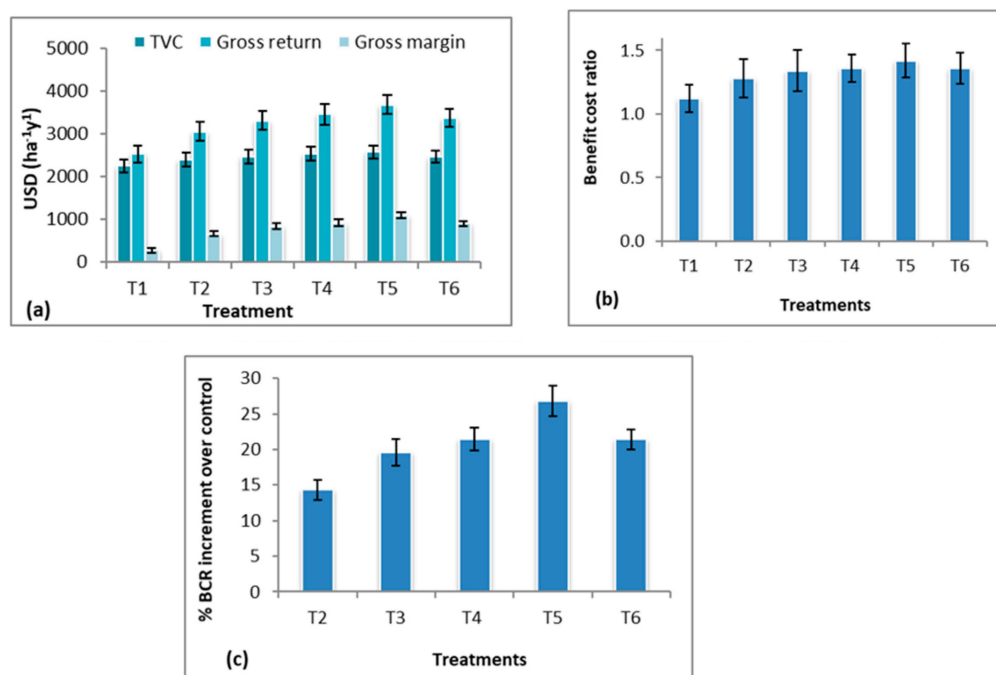 TVC Gross return Gross margin
USD (ha⁻¹y¹)
5000
4000
3000
2000
1000
0
T1 T2 T3 T4 T5 T6
(a) Treatment
Benefit cost ratio
1.5
1.0
0.5
0.0
T1 T2 T3 T4 T5 T6
(b) Treatments
% BCR increment over control
30
25
20
15
10
5
0
T2 T3 T4 T5 T6
(c) Treatments